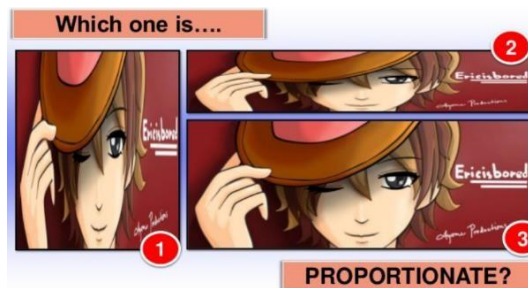 Which one is....
Ericisbored
1
2
Ericisbored
Ericisbored
3
PROPORTIONATE?